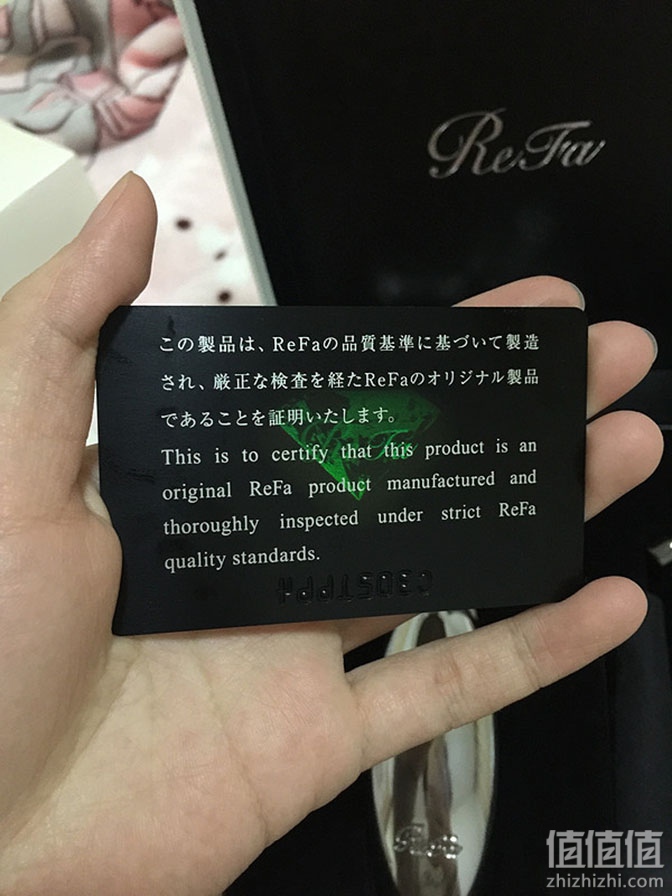 ReFa
この製品は、ReFaの品質基準に基づいて製造
され、厳正な検査を経たReFaのオリジナル製品
であることを証明いたします。
ReFa
This is to certify that this product is an
original ReFa product manufactured and
thoroughly inspected under strict ReFa
quality standards.
ReFa
值值值
zhizhizhi.com